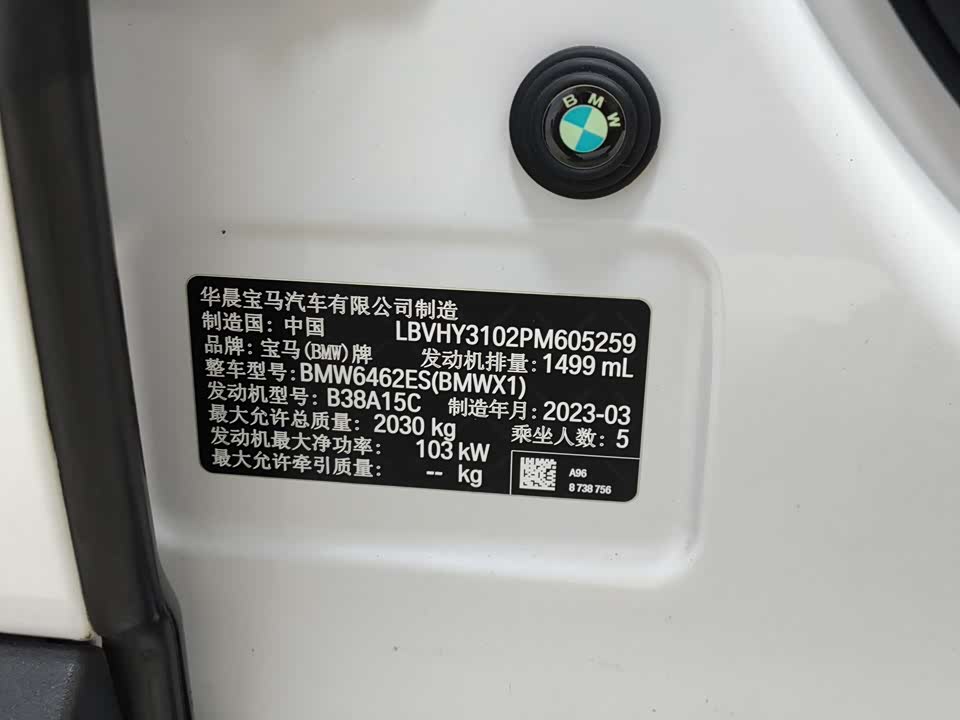 BMW
华晨宝马汽车有限公司制造
制造国: 中国 LBVHY3102PM605259
品牌: 宝马(BMW)牌 发动机排量: 1499 mL
整车型号: BMW6462ES(BMWX1)
发动机型号: B38A15C 制造年月: 2023-03
最大允许总质量: 2030 kg 乘坐人数: 5
发动机最大净功率: 103 kW
最大允许牵引质量: -- kg
A96
8 738 756